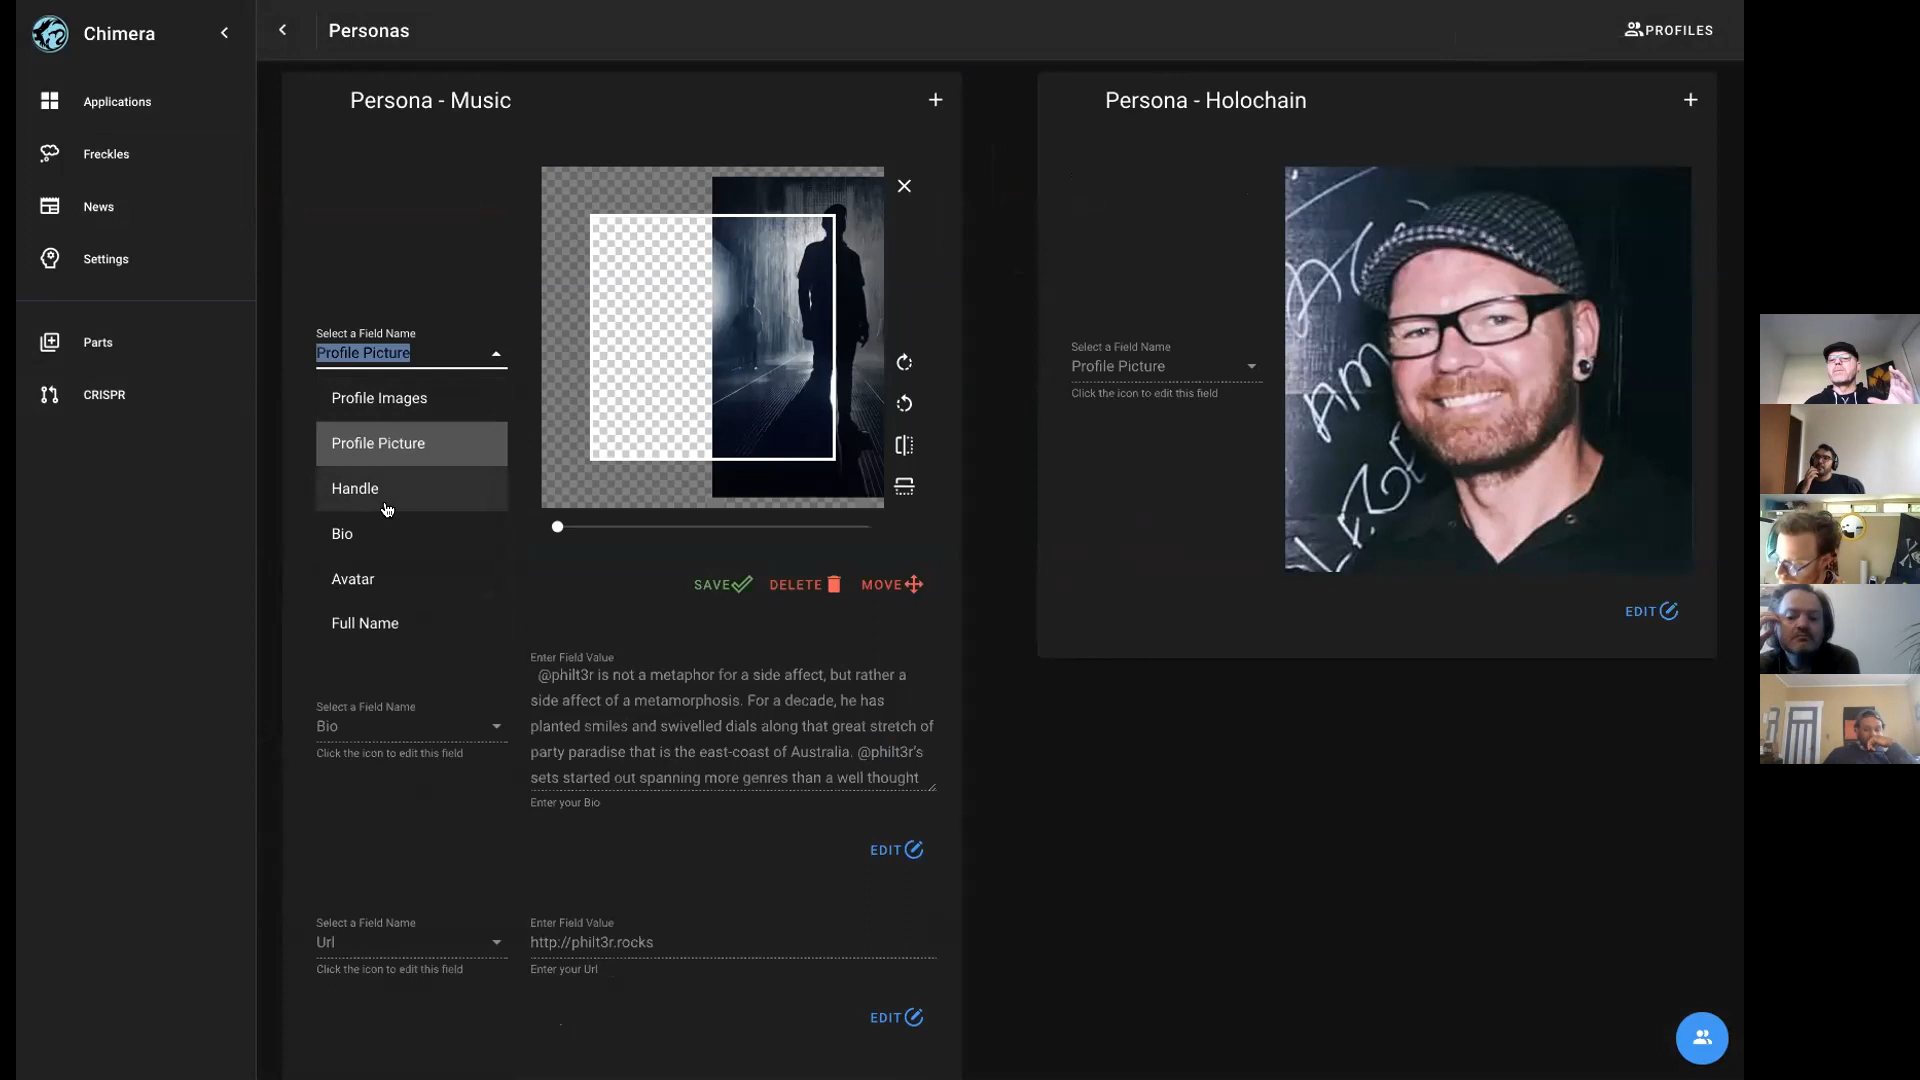 Chimera
Personas
PROFILES
Applications
Freckles
News
Settings
Parts
CRISPR
Persona - Music
Select a Field Name
Profile Picture
Profile Images
Profile Picture
Handle
Bio
Avatar
Full Name
SAVE
DELETE
MOVE
Select a Field Name
Bio
Click the icon to edit this field
Enter Field Value
@philt3r is not a metaphor for a side affect, but rather a
side affect of a metamorphosis. For a decade, he has
planted smiles and swivelled dials along that great stretch of
party paradise that is the east-coast of Australia. @philt3r's
sets started out spanning more genres than a well thought
Enter your Bio
EDIT
Select a Field Name
Url
Click the icon to edit this field
Enter Field Value
http://philt3r.rocks
Enter your Url
EDIT
Persona - Holochain
Select a Field Name
Profile Picture
Click the icon to edit this field
AM
EDIT